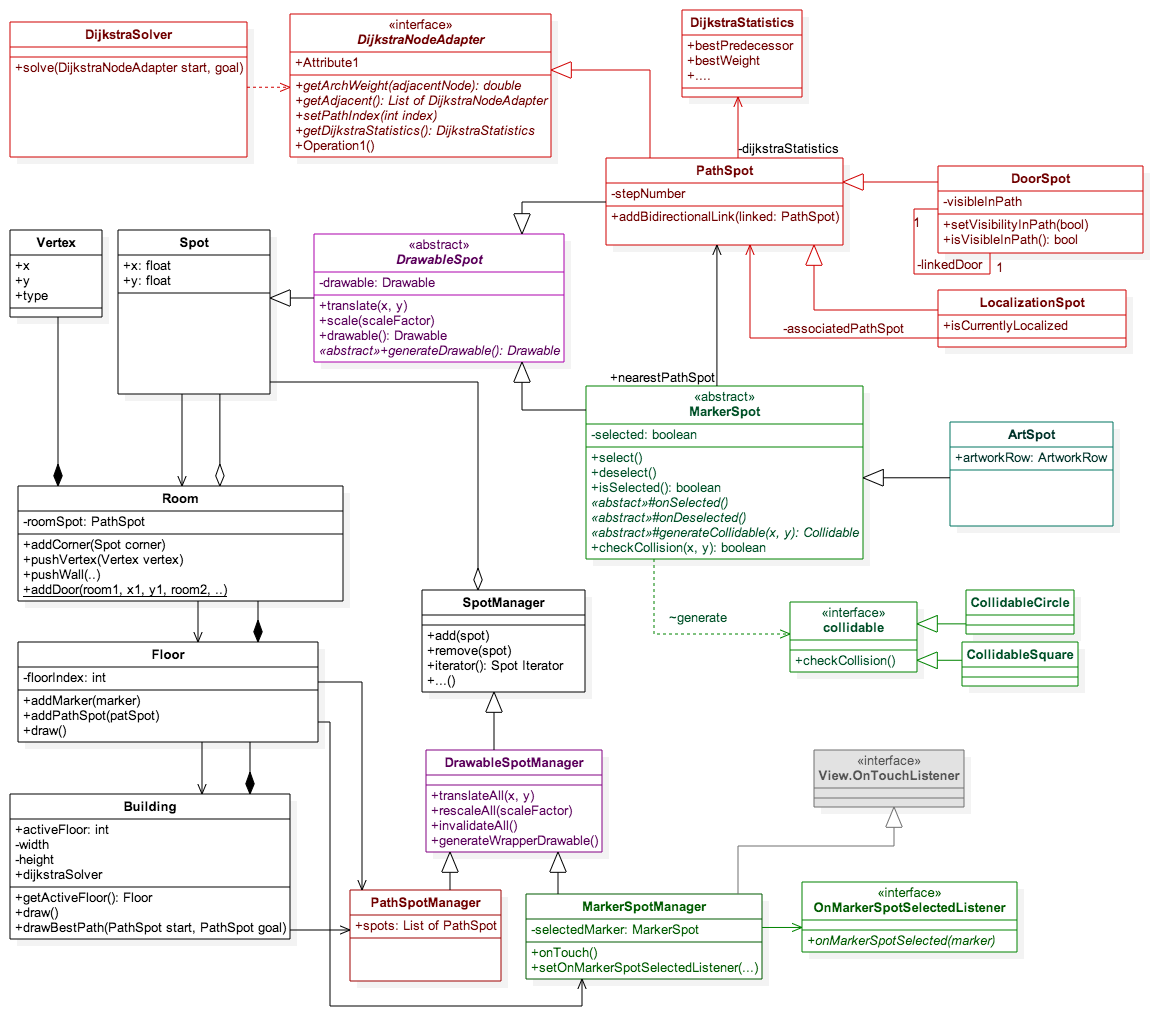 DijkstraSolver
+solve(DijkstraNodeAdapter start, goal)
«interface»
DijkstraNodeAdapter
+Attribute1
+getArchWeight(adjacentNode): double
+getAdjacent(): List of DijkstraNodeAdapter
+setPathIndex(int index)
+getDijkstraStatistics(): DijkstraStatistics
+Operation1()
DijkstraStatistics
+bestPredecessor
+bestWeight
+....
-dijkstraStatistics
PathSpot
-stepNumber
+addBidirectionalLink(linked: PathSpot)
DoorSpot
-visibleInPath
+setVisibilityInPath(bool)
+isVisibleInPath(): bool
1
-linkedDoor
1
LocalizationSpot
+isCurrentlyLocalized
-associatedPathSpot
Vertex
+x
+y
+type
Spot
+x: float
+y: float
«abstract»
DrawableSpot
-drawable: Drawable
+translate(x, y)
+scale(scaleFactor)
+drawable(): Drawable
«abstract»+generateDrawable(): Drawable
+nearestPathSpot
«abstract»
MarkerSpot
-selected: boolean
+select()
+deselect()
+isSelected(): boolean
«abstact»#onSelected()
«abstract»#onDeselected()
«abstract»#generateCollidable(x, y): Collidable
+checkCollision(x, y): boolean
ArtSpot
+artworkRow: ArtworkRow
Room
-roomSpot: PathSpot
+addCorner(Spot corner)
+pushVertex(Vertex vertex)
+pushWall(..)
+addDoor(room1, x1, y1, room2, ..)
SpotManager
+add(spot)
+remove(spot)
+iterator(): Spot Iterator
+...()
~generate
«interface»
collidable
+checkCollision()
CollidableCircle
CollidableSquare
Floor
-floorIndex: int
+addMarker(marker)
+addPathSpot(patSpot)
+draw()
DrawableSpotManager
+translateAll(x, y)
+rescaleAll(scaleFactor)
+invalidateAll()
+generateWrapperDrawable()
«interface»
View.OnTouchListener
Building
+activeFloor: int
-width
-height
+dijkstraSolver
+getActiveFloor(): Floor
+draw()
+drawBestPath(PathSpot start, PathSpot goal)
PathSpotManager
+spots: List of PathSpot
MarkerSpotManager
-selectedMarker: MarkerSpot
+onTouch()
+setOnMarkerSpotSelectedListener(...)
«interface»
OnMarkerSpotSelectedListener
+onMarkerSpotSelected(marker)